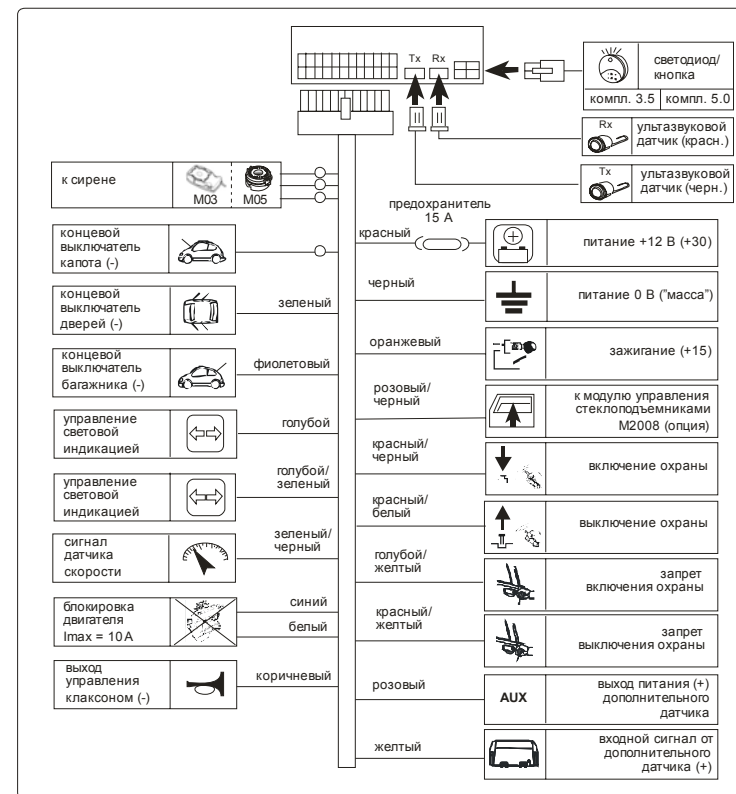 Tx Rx
светодиод/
кнопка
компл. 3.5 компл. 5.0
Rx
ультазвуковой
датчик (красн.)
Tx
ультазвуковой
датчик (черн.)
к сирене
M03 M05
предохранитель
15 А
красный
питание +12 В (+30)
концевой
выключатель
капота (-)
черный
питание 0 В ("масса")
концевой
выключатель
дверей (-)
зеленый
оранжевый
зажигание (+15)
концевой
выключатель
багажника (-)
фиолетовый
розовый/
черный
к модулю управления
стеклоподъемниками
М2008 (опция)
управление
световой
индикацией
голубой
красный/
черный
включение охраны
управление
световой
индикацией
голубой/
зеленый
красный/
белый
выключение охраны
сигнал
датчика
скорости
зеленый/
черный
голубой/
желтый
запрет
включения охраны
блокировка
двигателя
Imax = 10 А
синий
белый
красный/
желтый
запрет
выключения охраны
выход
управления
клаксоном (-)
коричневый
розовый
AUX
выход питания (+)
дополнительного
датчика
желтый
входной сигнал от
дополнительного
датчика (+)